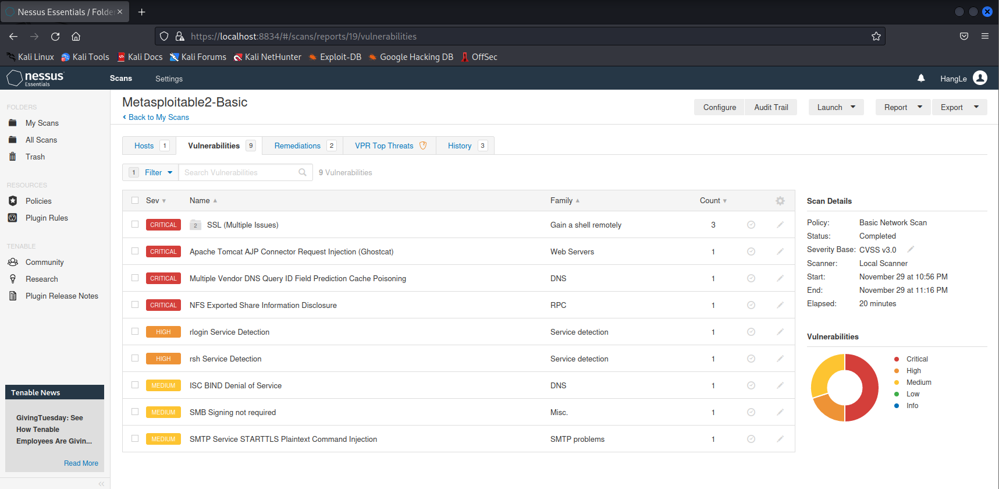 Nessus Essentials / Folde
https://localhost:8834/#/scans/reports/19/vulnerabilities
Kali Linux Kali Tools Kali Docs Kali Forums Kali NetHunter Exploit-DB Google Hacking DB OffSec
nessus Essentials Scans Settings HangLe
FOLDERS
My Scans
All Scans
Trash
RESOURCES
Policies
Plugin Rules
TENABLE
Community
Research
Plugin Release Notes
Tenable News
GivingTuesday: See
How Tenable
Employees Are Givin...
Read More
Metasploitable2-Basic
Back to My Scans
Configure Audit Trail Launch Report Export
Hosts 1 Vulnerabilities 9 Remediations 2 VPR Top Threats History 3
1 Filter Search Vulnerabilities 9 Vulnerabilities
Sev Name Family Count
CRITICAL 2 SSL (Multiple Issues) Gain a shell remotely 3
CRITICAL Apache Tomcat AJP Connector Request Injection (Ghostcat) Web Servers 1
CRITICAL Multiple Vendor DNS Query ID Field Prediction Cache Poisoning DNS 1
CRITICAL NFS Exported Share Information Disclosure RPC 1
HIGH rlogin Service Detection Service detection 1
HIGH rsh Service Detection Service detection 1
MEDIUM ISC BIND Denial of Service DNS 1
MEDIUM SMB Signing not required Misc. 1
MEDIUM SMTP Service STARTTLS Plaintext Command Injection SMTP problems 1
Scan Details
Policy: Basic Network Scan
Status: Completed
Severity Base: CVSS v3.0
Scanner: Local Scanner
Start: November 29 at 10:56 PM
End: November 29 at 11:16 PM
Elapsed: 20 minutes
Vulnerabilities
Critical
High
Medium
Low
Info